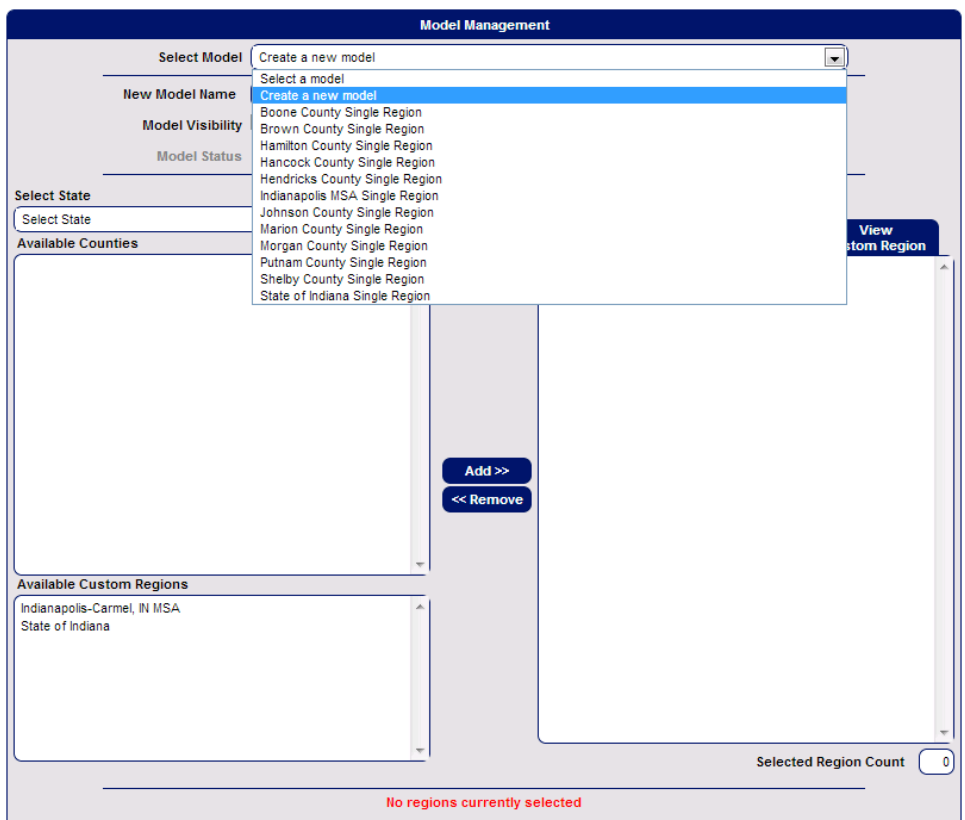 Model Management
Select Model Create a new model
Select a model
New Model Name Create a new model
Boone County Single Region
Model Visibility Brown County Single Region
Hamilton County Single Region
Model Status Hancock County Single Region
Hendricks County Single Region
Select State Indianapolis MSA Single Region
Select State Johnson County Single Region
Marion County Single Region
View
Available Counties Morgan County Single Region stom Region
Putnam County Single Region
Shelby County Single Region
State of Indiana Single Region
Add >>
<< Remove
Available Custom Regions
Indianapolis-Carmel, IN MSA
State of Indiana
Selected Region Count 0
No regions currently selected